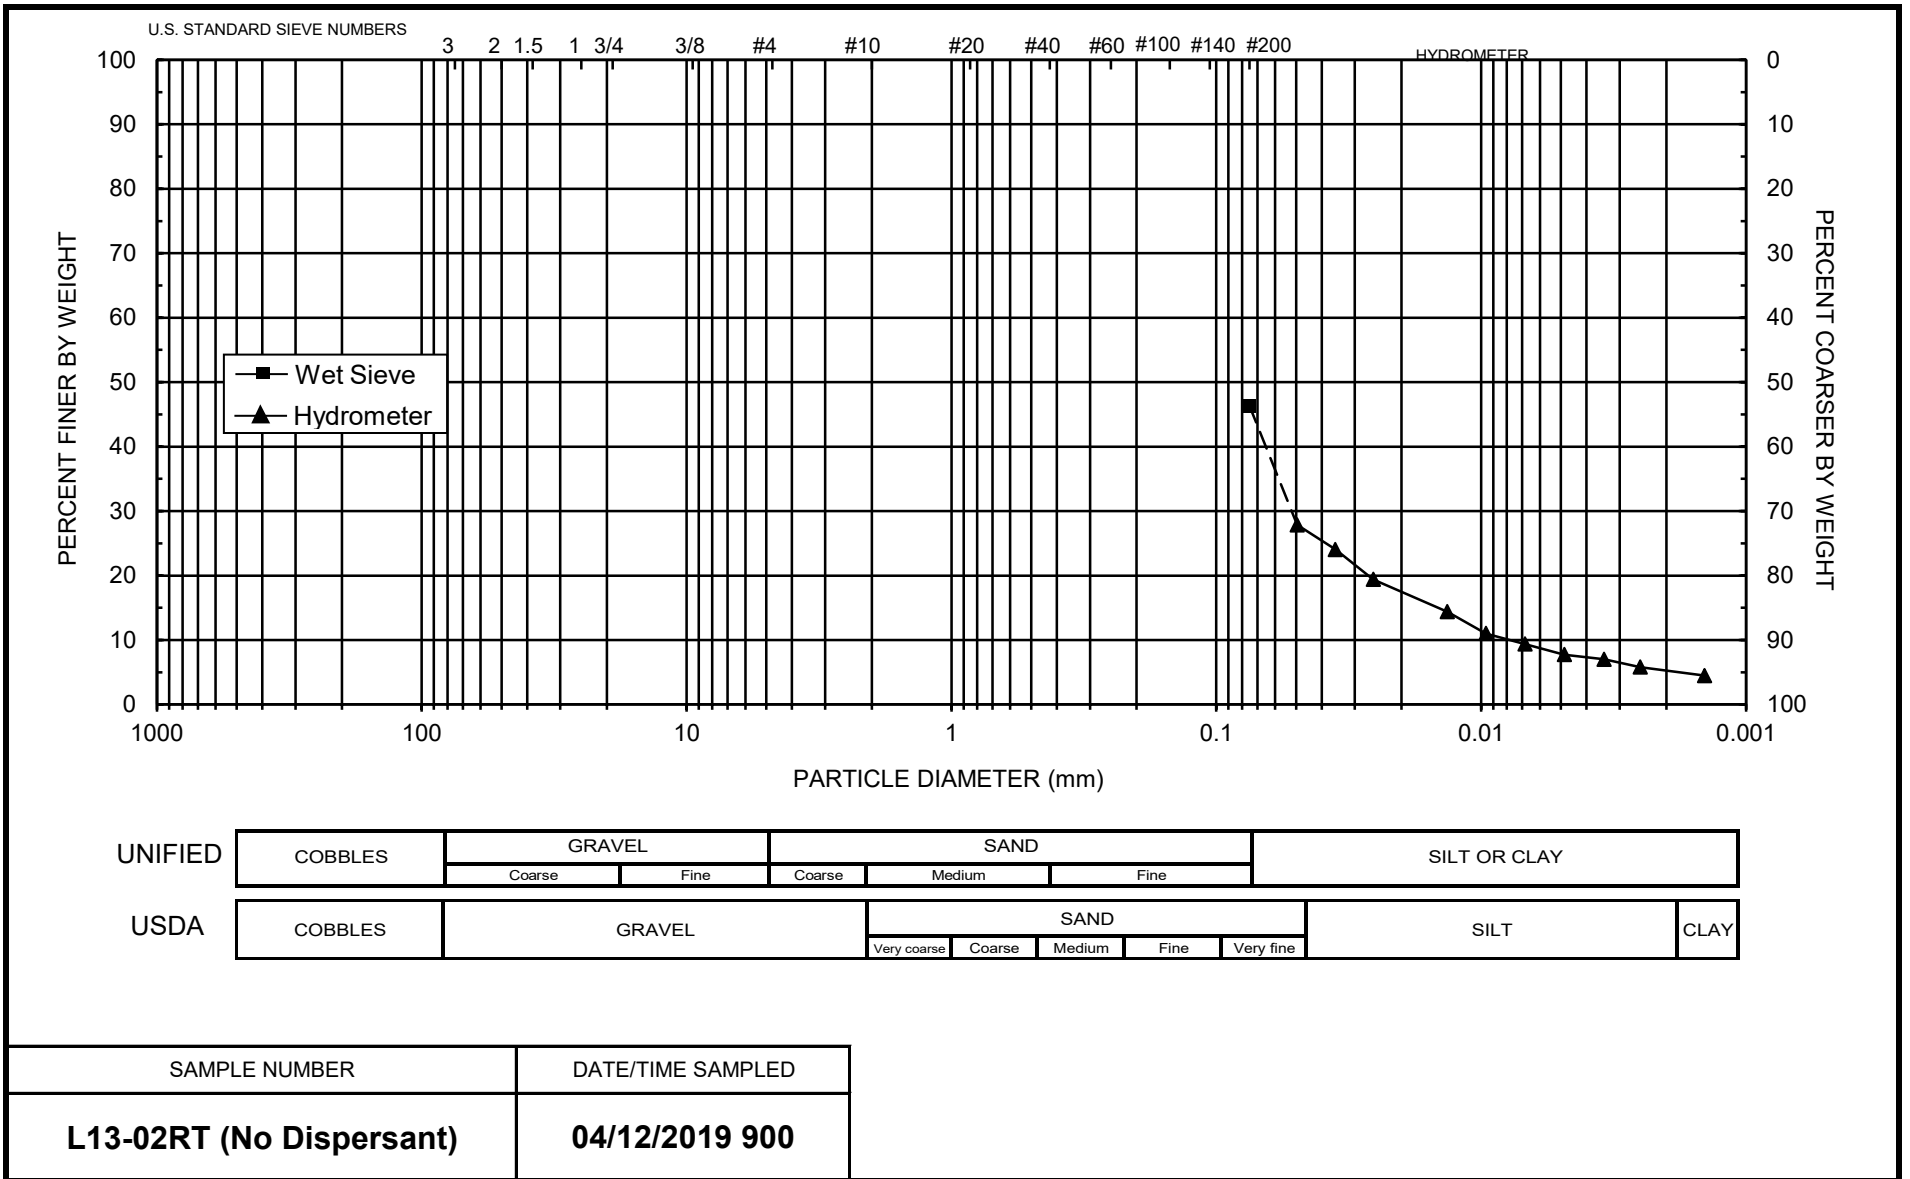 U.S. STANDARD SIEVE NUMBERS
3 2 1.5 1 3/4 3/8 #4 #10 #20 #40 #60 #100 #140 #200
HYDROMETER
100 0
90 10
80 20
70 30
60 40
50 50
40 60
30 70
20 80
10 90
0 100
PERCENT FINER BY WEIGHT
PERCENT COARSER BY WEIGHT
Wet Sieve
Hydrometer
1000 100 10 1 0.1 0.01 0.001
PARTICLE DIAMETER (mm)
UNIFIED COBBLES GRAVEL SAND SILT OR CLAY
Coarse Fine Coarse Medium Fine
USDA COBBLES GRAVEL SAND SILT CLAY
Very coarse Coarse Medium Fine Very fine
SAMPLE NUMBER DATE/TIME SAMPLED
L13-02RT (No Dispersant) 04/12/2019 900